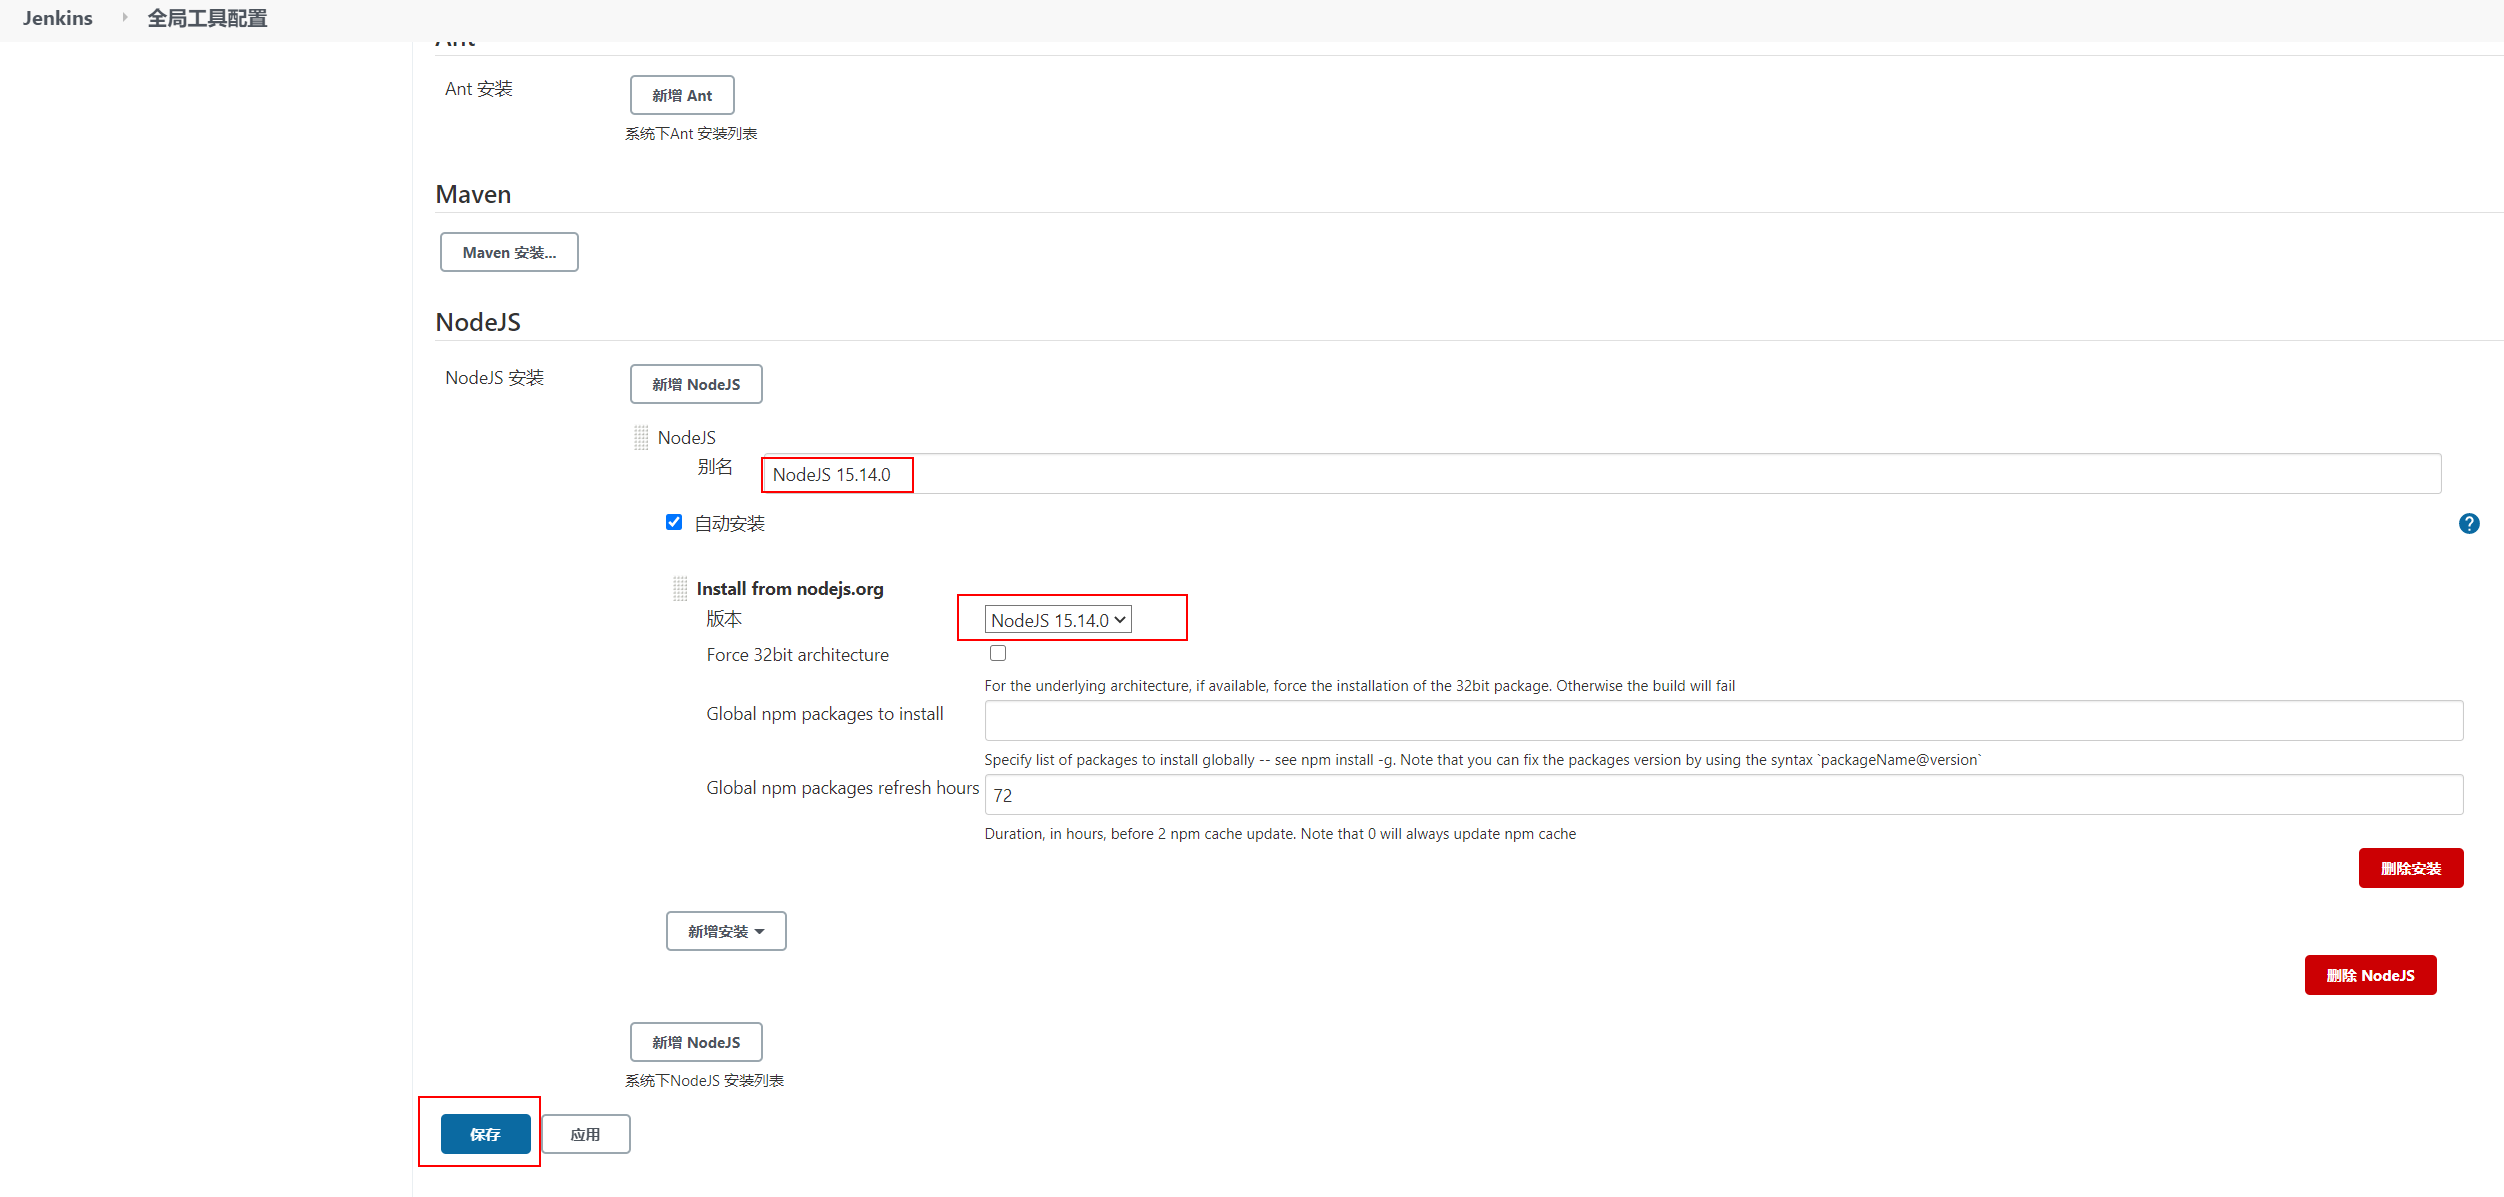 Jenkins 全局工具配置
Ant
Ant 安装
新增 Ant
系统下Ant 安装列表
Maven
Maven 安装...
NodeJS
NodeJS 安装
新增 NodeJS
NodeJS
别名
NodeJS 15.14.0
自动安装
Install from nodejs.org
版本
NodeJS 15.14.0
Force 32bit architecture
For the underlying architecture, if available, force the installation of the 32bit package. Otherwise the build will fail
Global npm packages to install
Specify list of packages to install globally -- see npm install -g. Note that you can fix the packages version by using the syntax `packageName@version`
Global npm packages refresh hours
72
Duration, in hours, before 2 npm cache update. Note that 0 will always update npm cache
删除安装
新增安装
删除 NodeJS
新增 NodeJS
系统下NodeJS 安装列表
保存
应用